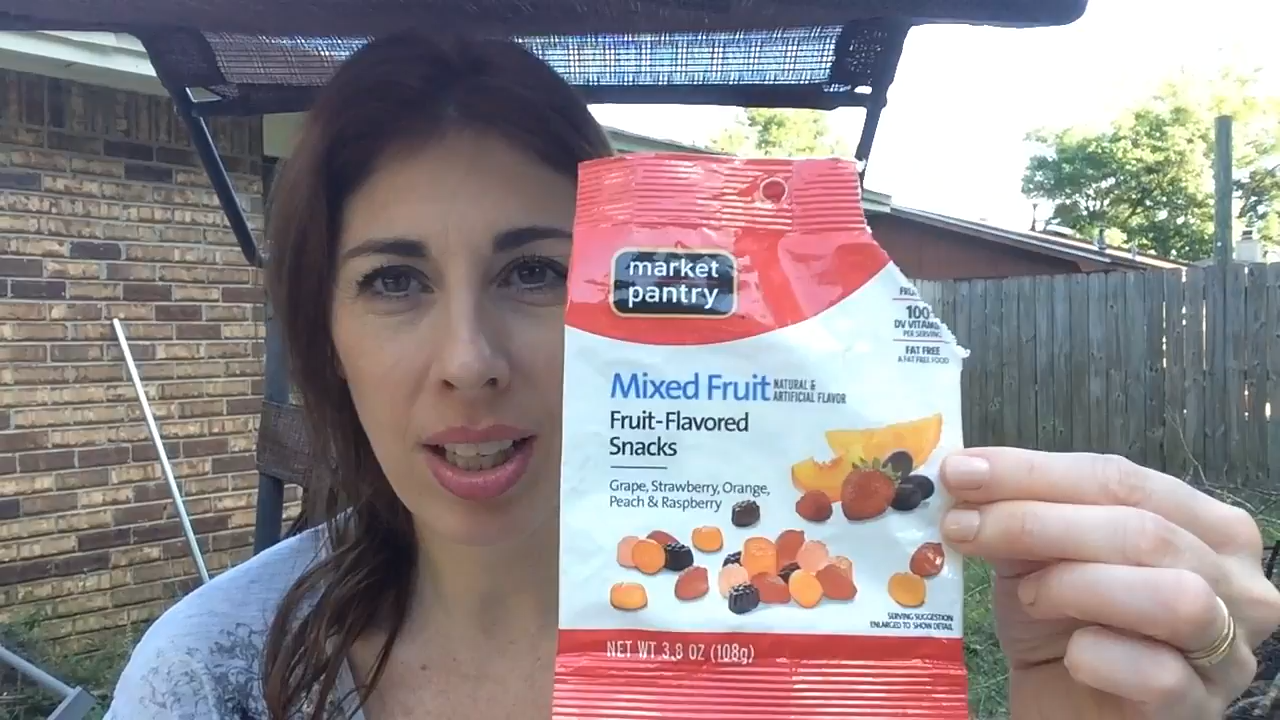 market
pantry
100
DV VITAM
PER SERVING
FAT FREE
A FAT FREE FOOD
Mixed Fruit NATURAL &
ARTIFICIAL FLAVOR
Fruit-Flavored
Snacks
Grape, Strawberry, Orange,
Peach & Raspberry
SERVING SUGGESTION
ENLARGED TO SHOW DETAIL
NET WT 3.8 OZ (108g)